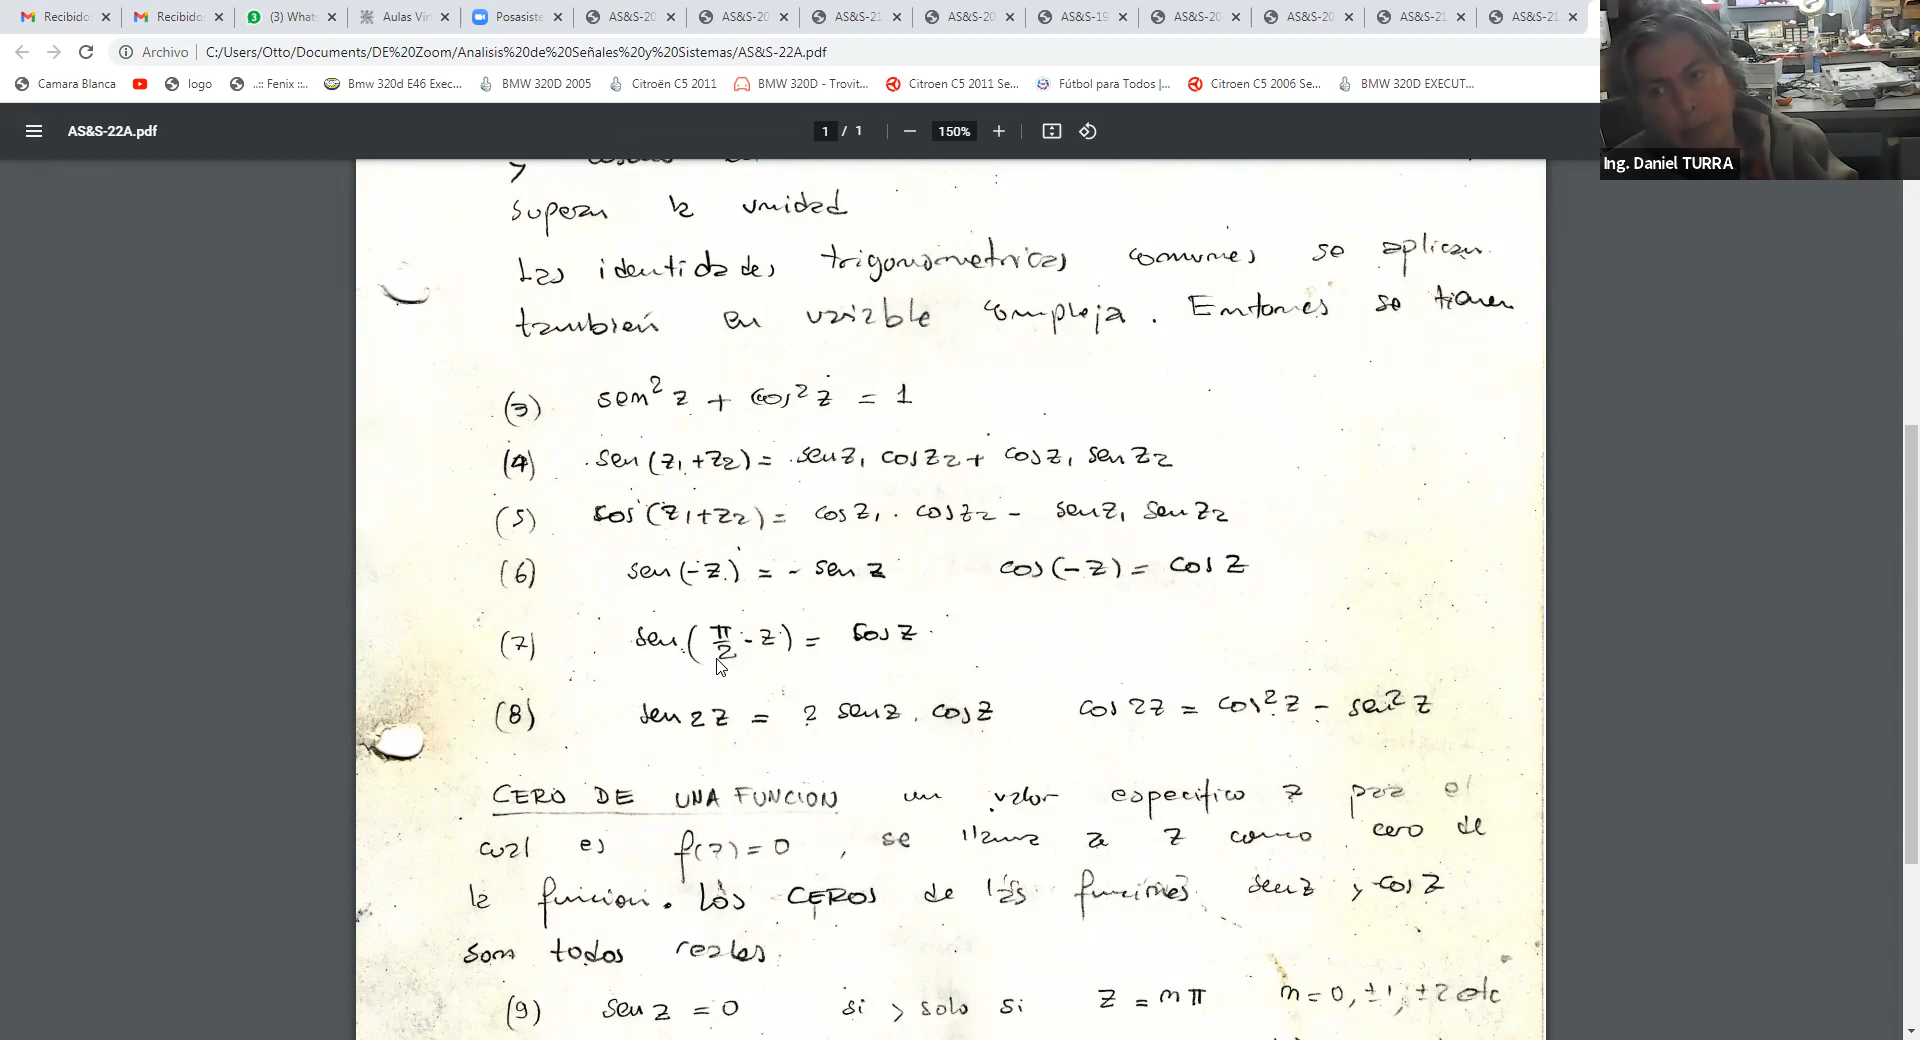 Recibidos
Recibidos
(3) Whats
Aulas Vir
Posasiste
AS&S-20
AS&S-20
AS&S-21
AS&S-20
AS&S-19
AS&S-20
AS&S-20
AS&S-21
AS&S-21
Archivo C:/Users/Otto/Documents/DE%20Zoom/Analisis%20de%20Señales%20y%20Sistemas/AS&S-22A.pdf
Camara Blanca logo ..:: Fenix ::.. Bmw 320d E46 Exec... BMW 320D 2005 Citroën C5 2011 BMW 320D - Trovit... Citroen C5 2011 Se... Fútbol para Todos |... Citroen C5 2006 Se... BMW 320D EXECUT...
AS&S-22A.pdf 1 / 1 150%
Ing. Daniel TURRA
y
superan la unidad
Las identidades trigonometricas comunes se aplican
también en variable compleja. Entonces se tienen
(3) sen² z + cos² z = 1
(4) sen (z₁+z₂) = sen z₁ cos z₂ + cos z₁ sen z₂
(5) cos (z₁+z₂) = cos z₁ . cos z₂ - sen z₁ sen z₂
(6) sen (-z) = - sen z cos (-z) = cos z
(7) sen (π/2 - z) = cos z
(8) sen 2z = 2 sen z . cos z cos 2z = cos² z - sen² z
CERO DE UNA FUNCION un valor especifico z para el
cual es f(z) = 0 , se llama a z como cero de
la funcion. Los CEROS de las funciones sen z y cos z
son todos reales
(9) sen z = 0 si y solo si z = nπ n = 0, ±1, ±2 etc